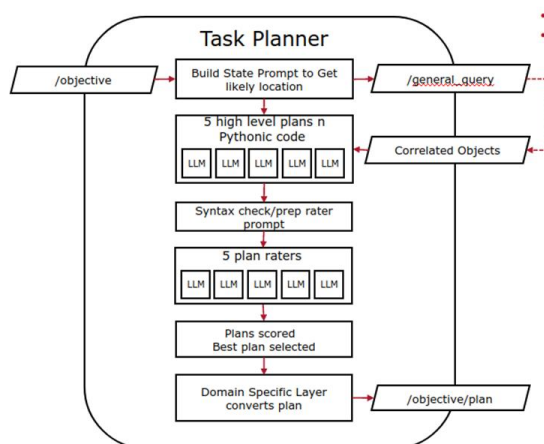 Task Planner
/objective
Build State Prompt to Get
likely location
/general_query
5 high level plans n
Pythonic code
LLM LLM LLM LLM LLM
Correlated Objects
Syntax check/prep rater
prompt
5 plan raters
LLM LLM LLM LLM LLM
Plans scored
Best plan selected
Domain Specific Layer
converts plan
/objective/plan